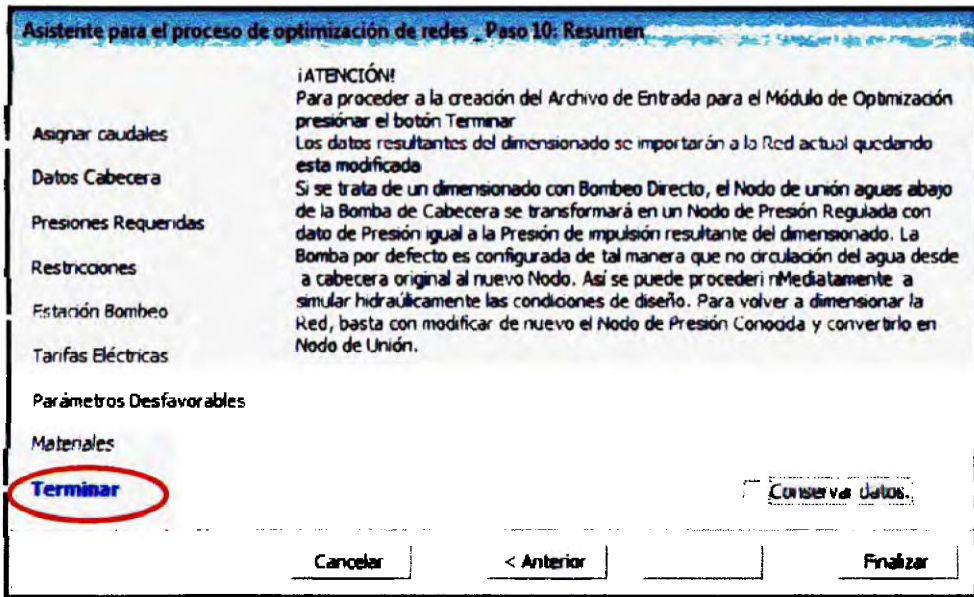 Asistente para el proceso de optimización de redes _ Paso 10: Resumen
¡ATENCIÓN!
Para proceder a la creación del Archivo de Entrada para el Módulo de Optimización
presiónar el botón Terminar
Los datos resultantes del dimensionado se importarán a la Red actual quedando
esta modificada
Si se trata de un dimensionado con Bombeo Directo, el Nodo de unión aguas abajo
de la Bomba de Cabecera se transformará en un Nodo de Presión Regulada con
dato de Presión igual a la Presión de impulsión resultante del dimensionado. La
Bomba por defecto es configurada de tal manera que no circulación del agua desde
a cabecera original al nuevo Nodo. Así se puede procederi nMediatamente a
simular hidraúlicamente las condiciones de diseño. Para volver a dimensionar la
Red, basta con modificar de nuevo el Nodo de Presión Conocida y convertirlo en
Nodo de Unión.
Asignar caudales
Datos Cabecera
Presiones Requeridas
Restricciones
Estación Bombeo
Tarifas Eléctricas
Parámetros Desfavorables
Materiales
Terminar
Conservar datos.
Cancelar
< Anterior
Finalizar